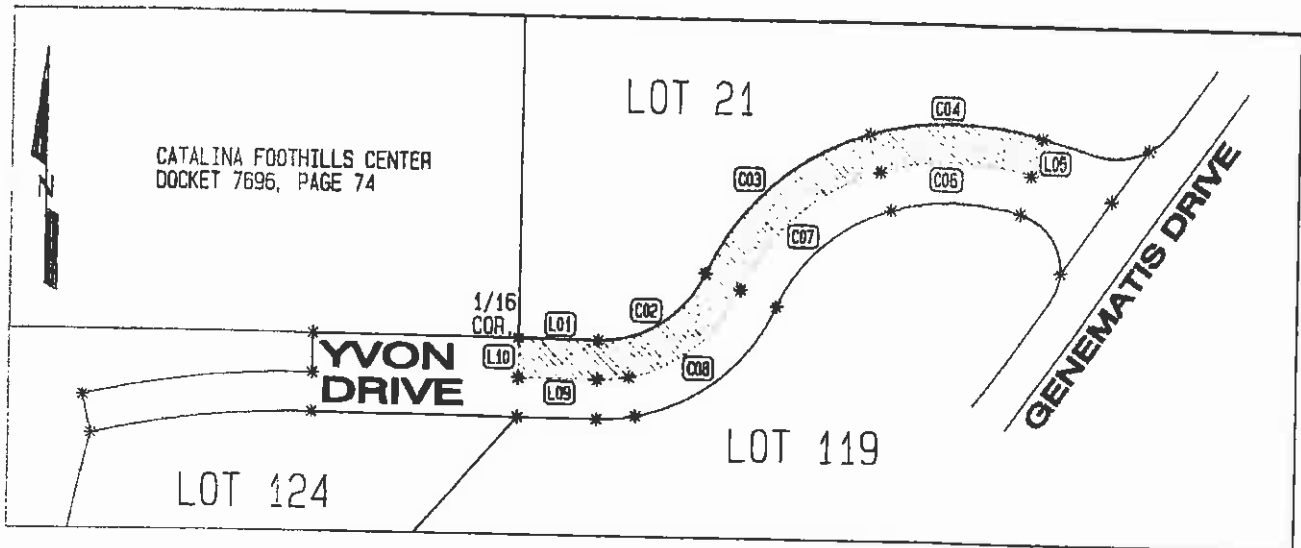 LOT 21
C04
CATALINA FOOTHILLS CENTER
DOCKET 7696, PAGE 74
N
C03
L05
C06
C07
1/16
COR.
L01
C02
L10
YVON
DRIVE
L09
C08
GENEMATIS DRIVE
LOT 119
LOT 124